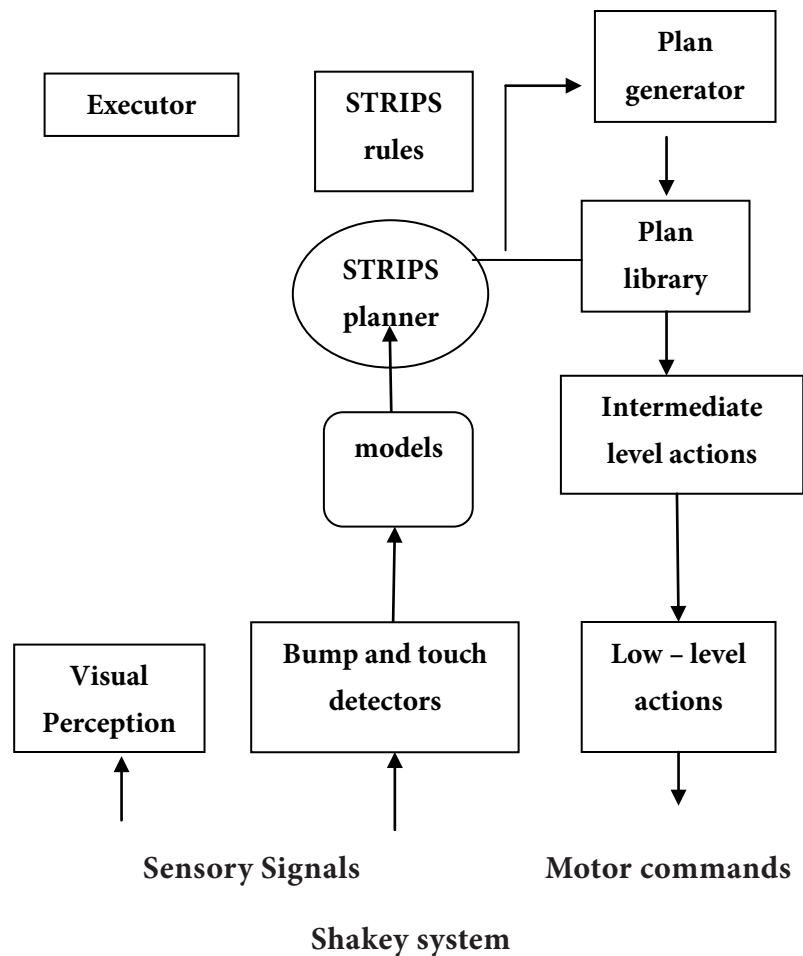 Plan
generator
Executor
STRIPS
rules
Plan
library
STRIPS
planner
Intermediate
level actions
models
Bump and touch
detectors
Low – level
actions
Visual
Perception
Sensory Signals
Motor commands
Shakey system